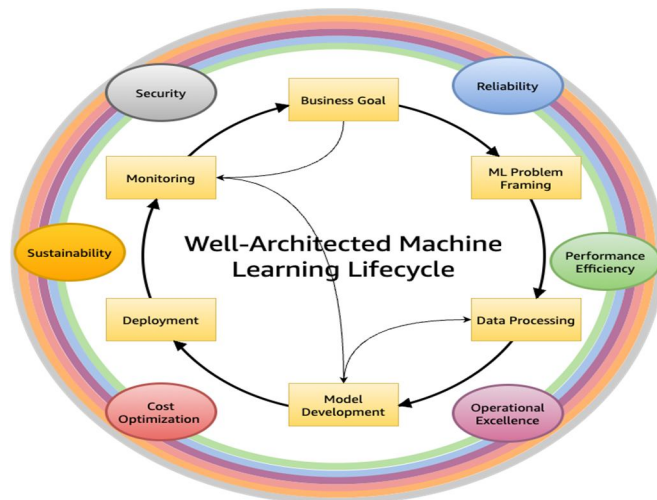 Security
Business Goal
Reliability
Monitoring
ML Problem
Framing
Sustainability
Well-Architected Machine
Learning Lifecycle
Performance
Efficiency
Deployment
Data Processing
Cost
Optimization
Model
Development
Operational
Excellence